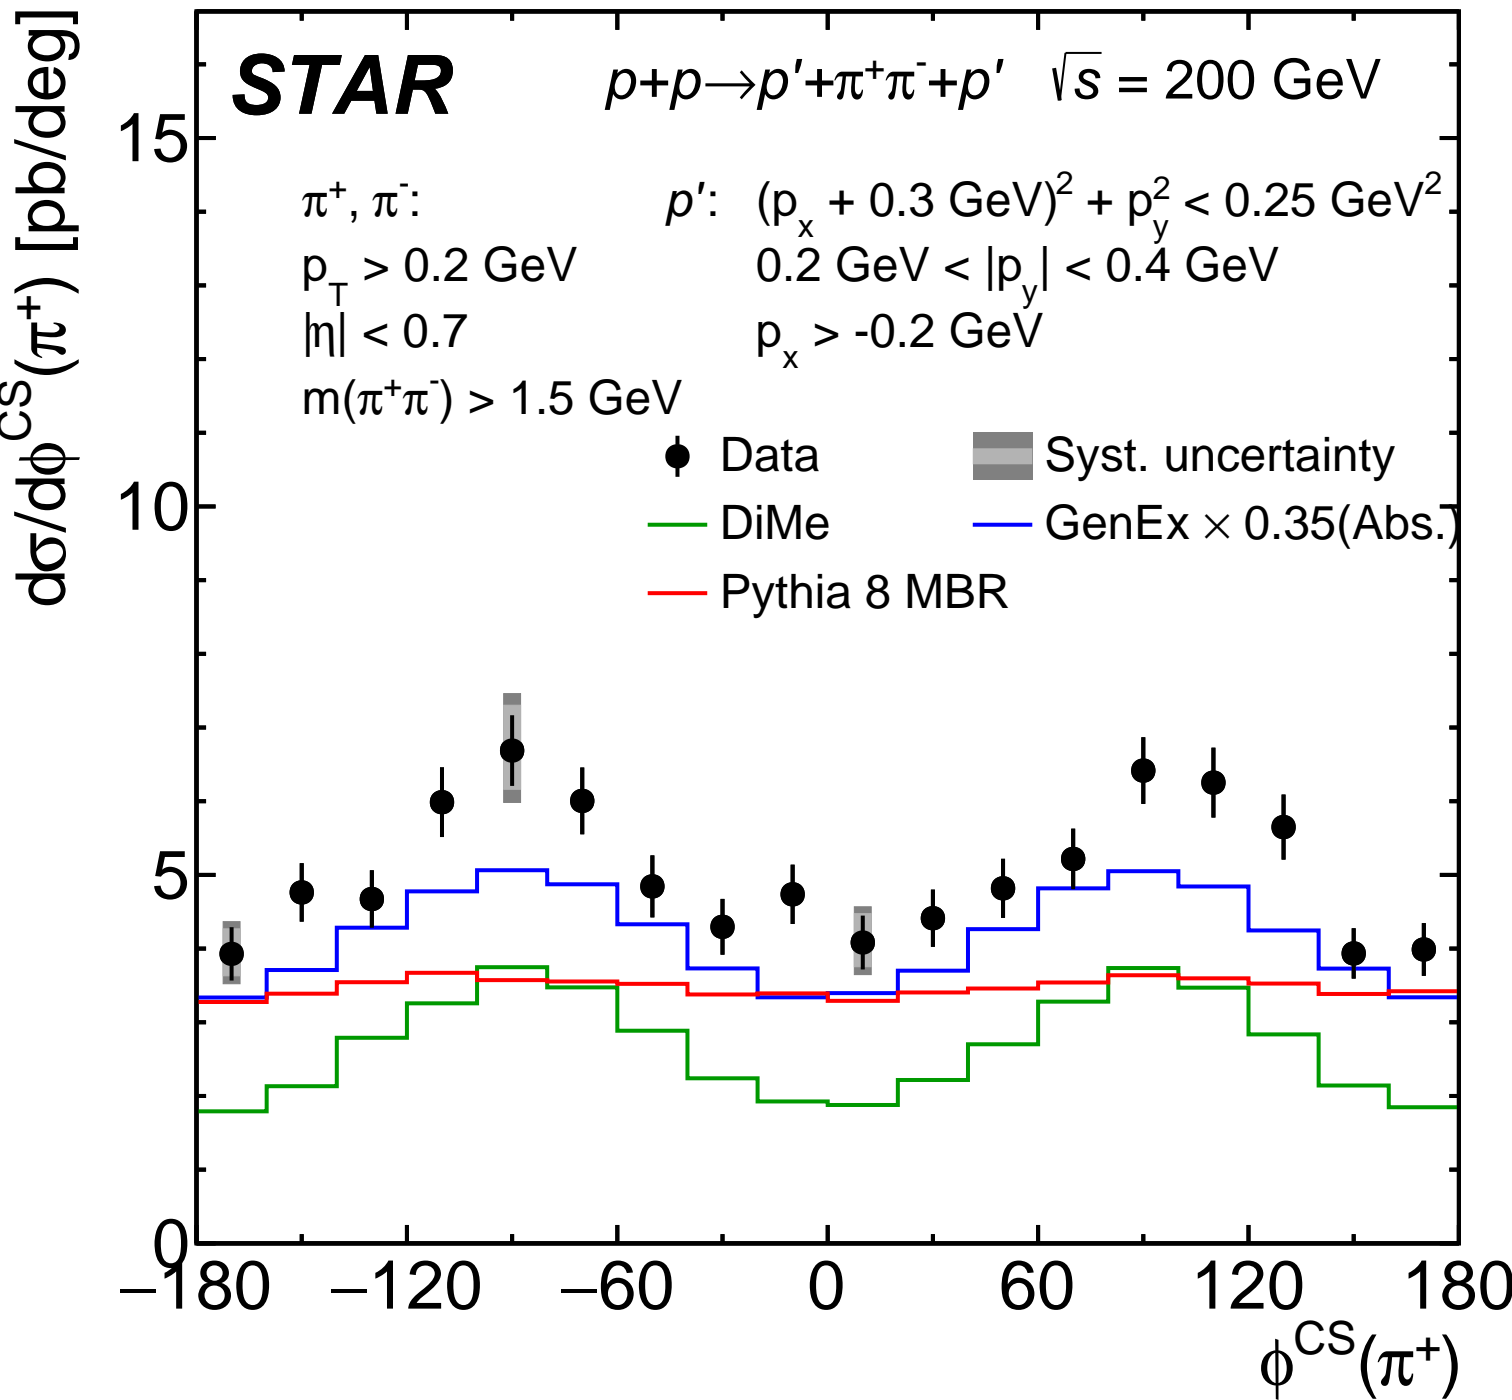 STAR p+p→p′+π⁺π⁻+p′ √s = 200 GeV
π⁺, π⁻: p′: (pₓ + 0.3 GeV)² + p_y² < 0.25 GeV²
p_T > 0.2 GeV 0.2 GeV < |p_y| < 0.4 GeV
|η| < 0.7 pₓ > -0.2 GeV
m(π⁺π⁻) > 1.5 GeV
Data Syst. uncertainty
DiMe GenEx × 0.35(Abs.)
Pythia 8 MBR
dσ/dϕ^CS(π⁺) [pb/deg]
15
10
5
0
−180 −120 −60 0 60 120 180
ϕ^CS(π⁺)